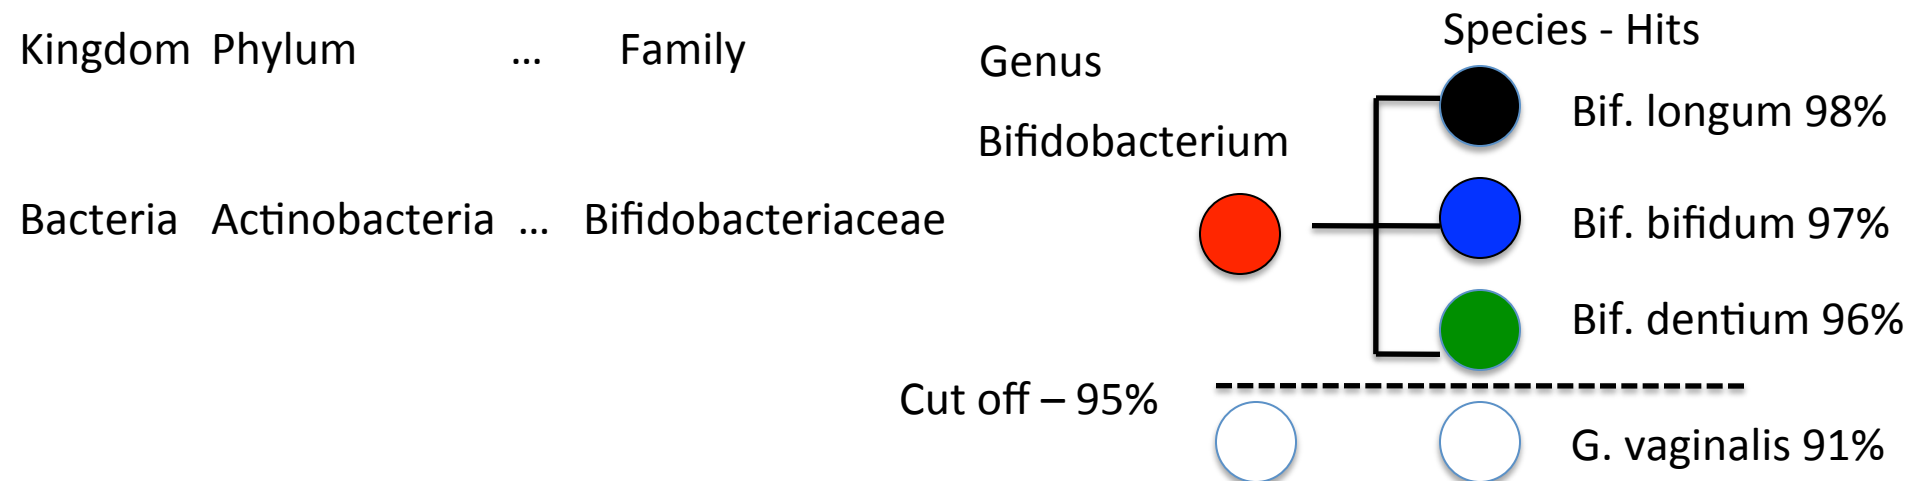 Kingdom Phylum ... Family
Genus
Species - Hits
Bifidobacterium
Bif. longum 98%
Bacteria Actinobacteria ... Bifidobacteriaceae
Bif. bifidum 97%
Bif. dentium 96%
Cut off – 95%
G. vaginalis 91%